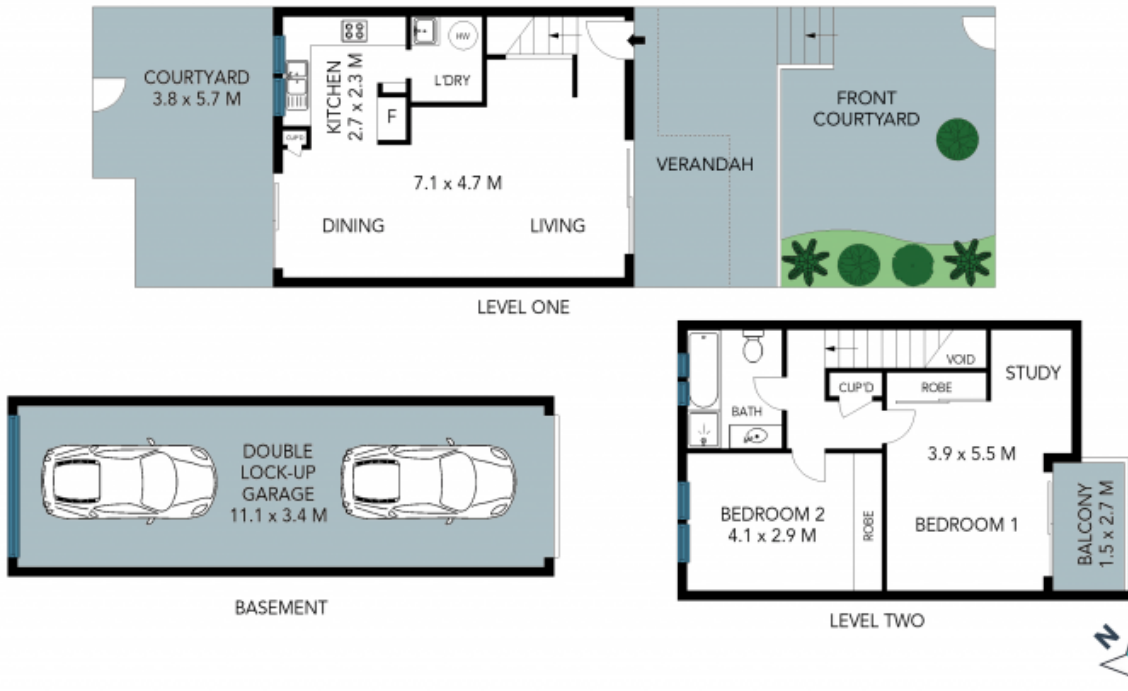 COURTYARD
3.8 x 5.7 M
KITCHEN
2.7 x 2.3 M
CUP'D
F
HW
L'DRY
7.1 x 4.7 M
DINING
LIVING
VERANDAH
FRONT
COURTYARD
LEVEL ONE
DOUBLE
LOCK-UP
GARAGE
11.1 x 3.4 M
BASEMENT
BATH
CUP'D
ROBE
VOID
STUDY
3.9 x 5.5 M
BEDROOM 1
BEDROOM 2
4.1 x 2.9 M
ROBE
BALCONY
1.5 x 2.7 M
LEVEL TWO
N